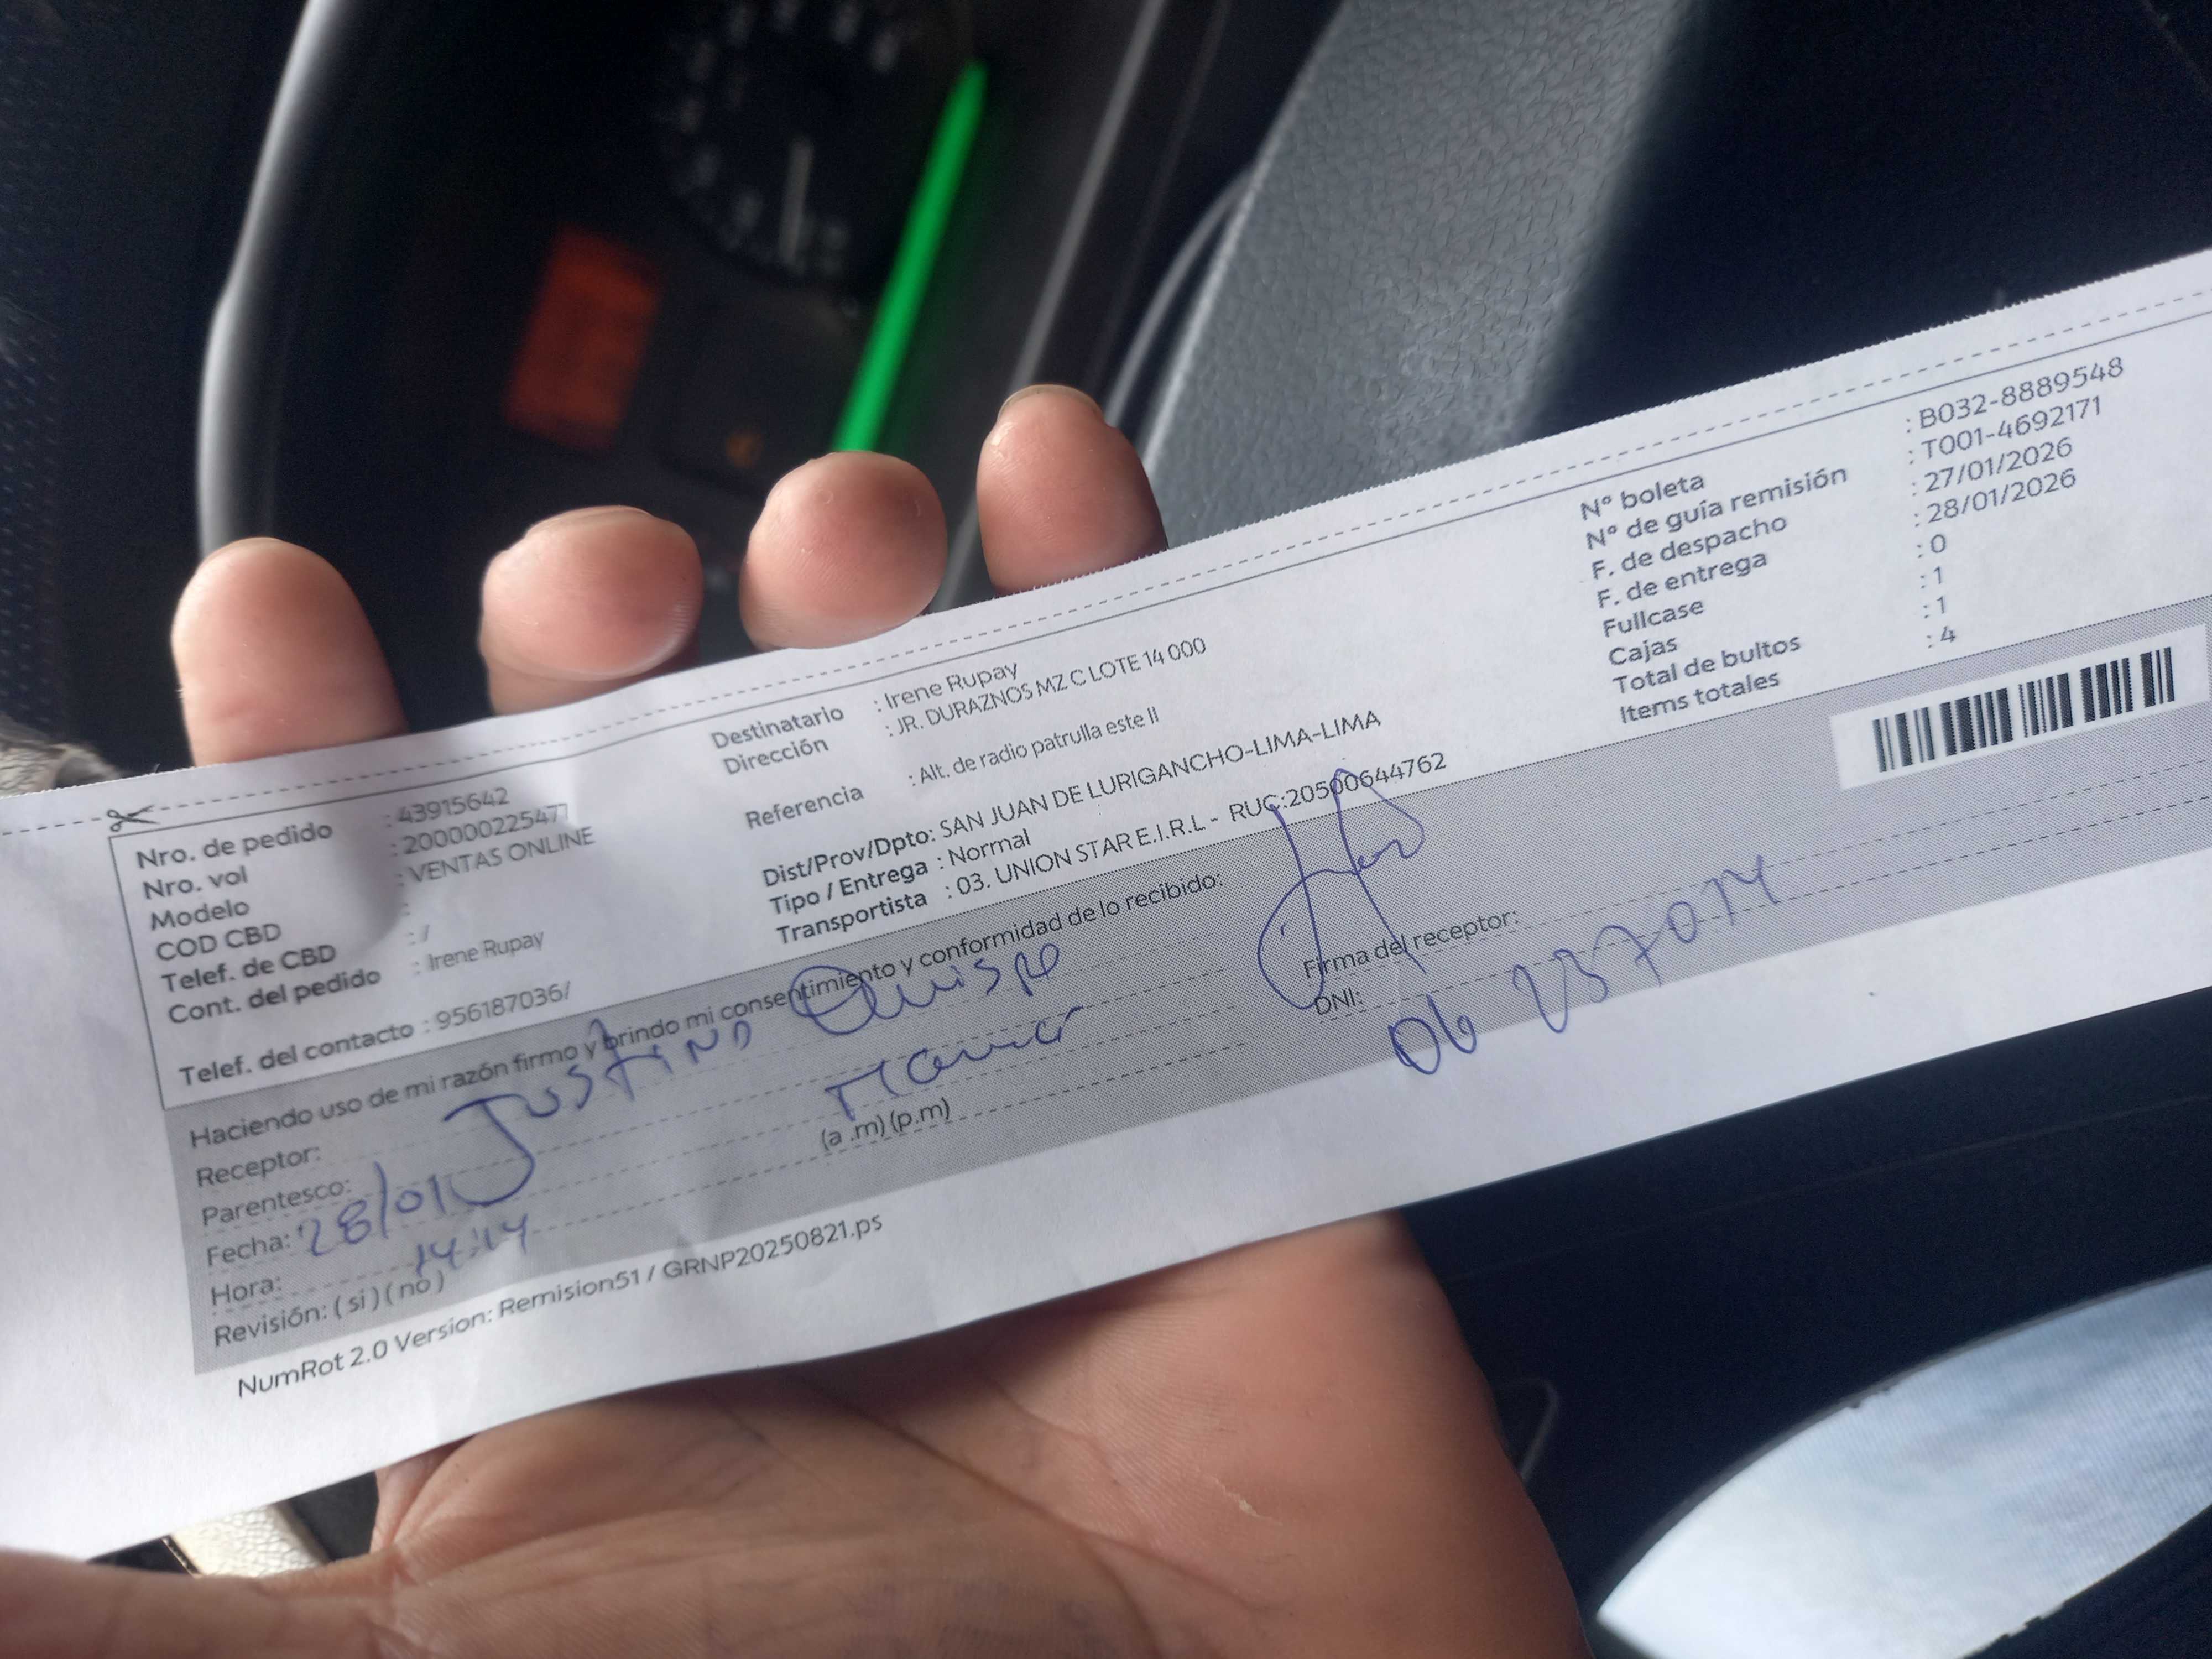 Nro. de pedido : 43915642
Nro. vol : 200000225477
Modelo : VENTAS ONLINE
COD CBD :
Telef. de CBD : /
Cont. del pedido : Irene Rupay
Telef. del contacto : 956187036/
Destinatario : Irene Rupay
Dirección : JR. DURAZNOS MZ C LOTE 14 000
Referencia : Alt. de radio patrulla este II
Dist/Prov/Dpto: SAN JUAN DE LURIGANCHO-LIMA-LIMA
Tipo / Entrega : Normal
Transportista : 03. UNION STAR E.I.R.L - RUC:20500644762
N° boleta : B032-8889548
N° de guía remisión : T001-4692171
F. de despacho : 27/01/2026
F. de entrega : 28/01/2026
Fullcase : 0
Cajas : 1
Total de bultos : 1
Items totales : 4
Haciendo uso de mi razón firmo y brindo mi consentimiento y conformidad de lo recibido:
Receptor: Justino Quispe
Parentesco:
Fecha: 28/01
Hora: 14:14 (a .m) (p.m)
Revisión: ( si ) ( no )
Firma del receptor:
DNI: 06
NumRot 2.0 Version: Remision51 / GRNP20250821.ps